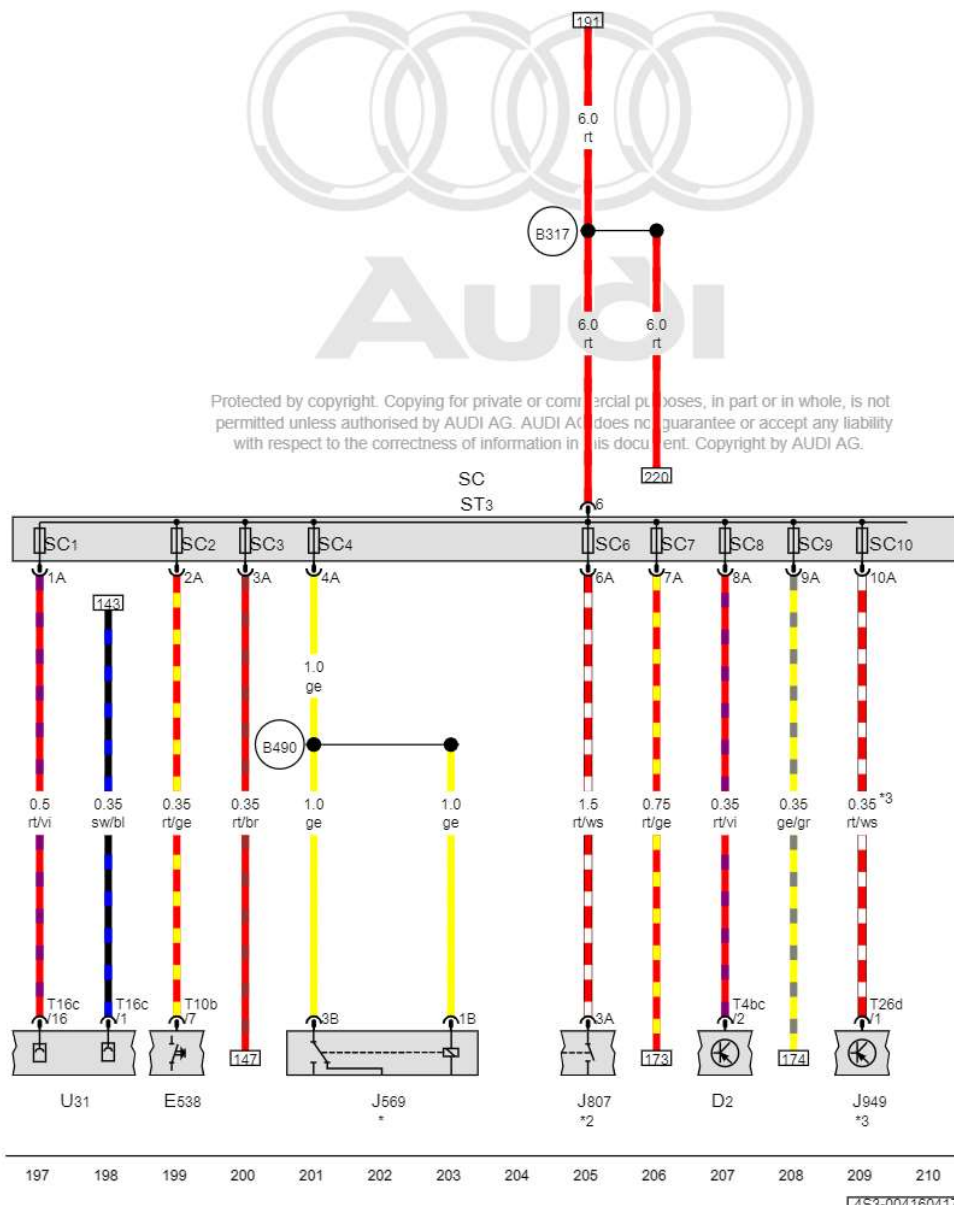 191
6.0
rt
B317
6.0 6.0
rt rt
Audi
Protected by copyright. Copying for private or commercial purposes, in part or in whole, is not
permitted unless authorised by AUDI AG. AUDI AG does not guarantee or accept any liability
with respect to the correctness of information in this document. Copyright by AUDI AG.
220
SC
ST3 6
SC1 SC2 SC3 SC4 SC6 SC7 SC8 SC9 SC10
1A 2A 3A 4A 6A 7A 8A 9A 10A
143
1.0
ge
B490
0.5 0.35 0.35 0.35 1.0 1.0 1.5 0.75 0.35 0.35 0.35 *3
rt/vi sw/bl rt/ge rt/br ge ge rt/ws rt/ge rt/vi ge/gr rt/ws
T16c T16c T10b T4bc T26d
/16 /1 /7 3B 1B 3A /2 /1
147 173 174
U31 E538 J569 J807 D2 J949
* *2 *3
197 198 199 200 201 202 203 204 205 206 207 208 209 210
4S3-004160417